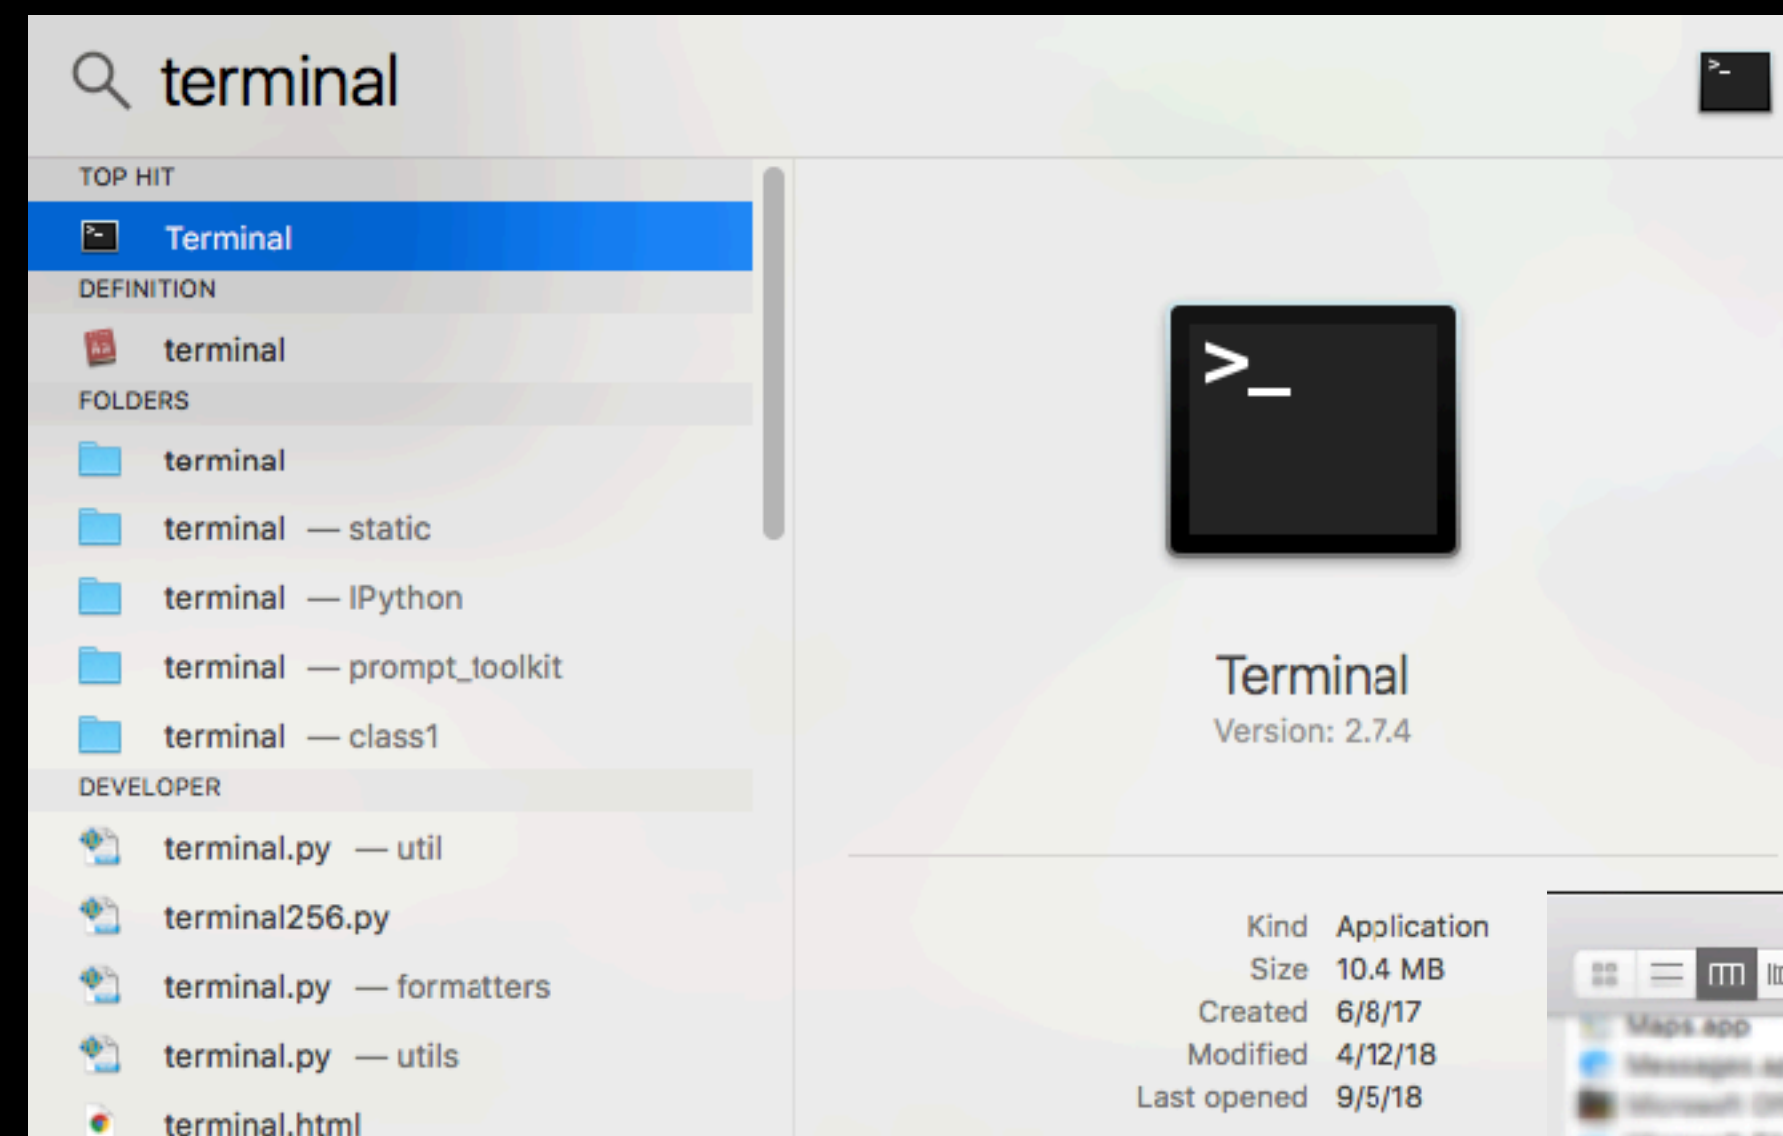 terminal
TOP HIT
Terminal
DEFINITION
terminal
FOLDERS
terminal
terminal — static
terminal — IPython
terminal — prompt_toolkit
terminal — class1
DEVELOPER
terminal.py — util
terminal256.py
terminal.py — formatters
terminal.py — utils
terminal.html
>_
Terminal
Version: 2.7.4
Kind Application
Size 10.4 MB
Created 6/8/17
Modified 4/12/18
Last opened 9/5/18
Maps.app